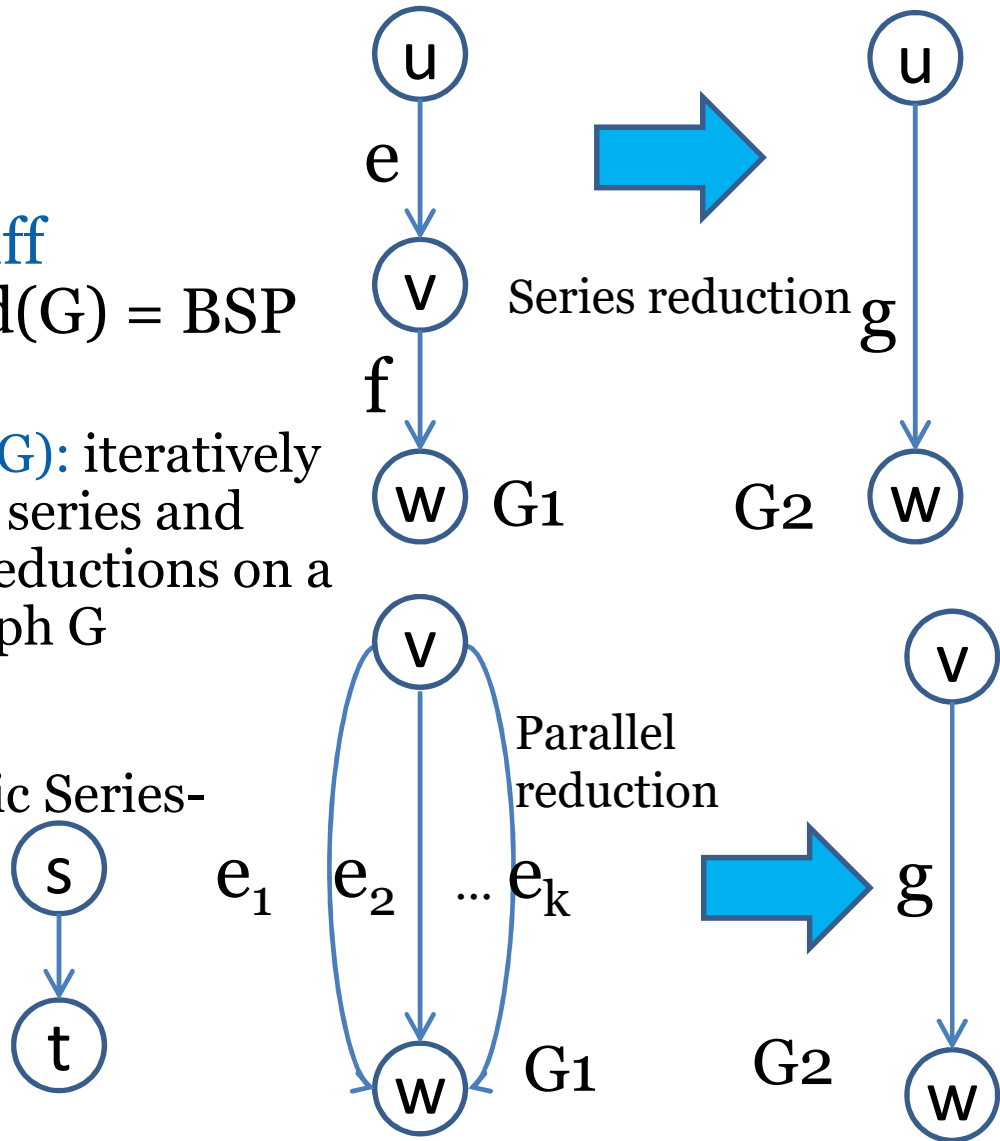 u
u
e
iff
v
Series reduction
d(G) = BSP
g
f
G): iteratively
w
G1
G2
w
series and
eductions on a
ph G
v
v
Parallel
reduction
ic Series-
s
e1
e2
... ek
g
t
G1
G2
w
w